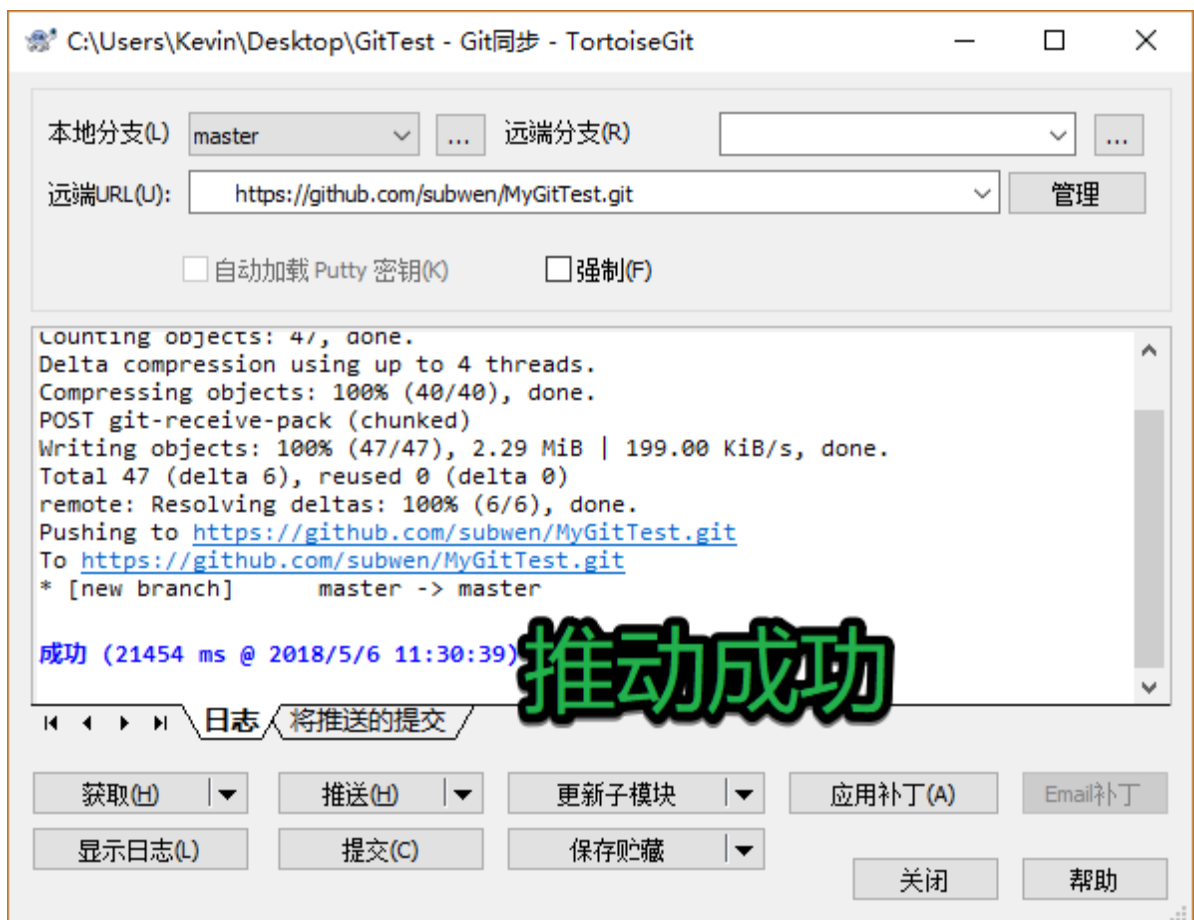 C:\Users\Kevin\Desktop\GitTest - Git同步 - TortoiseGit
本地分支(L) master ... 远端分支(R) ...
远端URL(U): https://github.com/subwen/MyGitTest.git 管理
自动加载 Putty 密钥(K) 强制(F)
Counting objects: 47, done.
Delta compression using up to 4 threads.
Compressing objects: 100% (40/40), done.
POST git-receive-pack (chunked)
Writing objects: 100% (47/47), 2.29 MiB | 199.00 KiB/s, done.
Total 47 (delta 6), reused 0 (delta 0)
remote: Resolving deltas: 100% (6/6), done.
Pushing to https://github.com/subwen/MyGitTest.git
To https://github.com/subwen/MyGitTest.git
* [new branch] master -> master
成功 (21454 ms @ 2018/5/6 11:30:39)
推动成功
日志 将推送的提交
获取(H) 推送(H) 更新子模块 应用补丁(A) Email补丁
显示日志(L) 提交(C) 保存贮藏
关闭 帮助